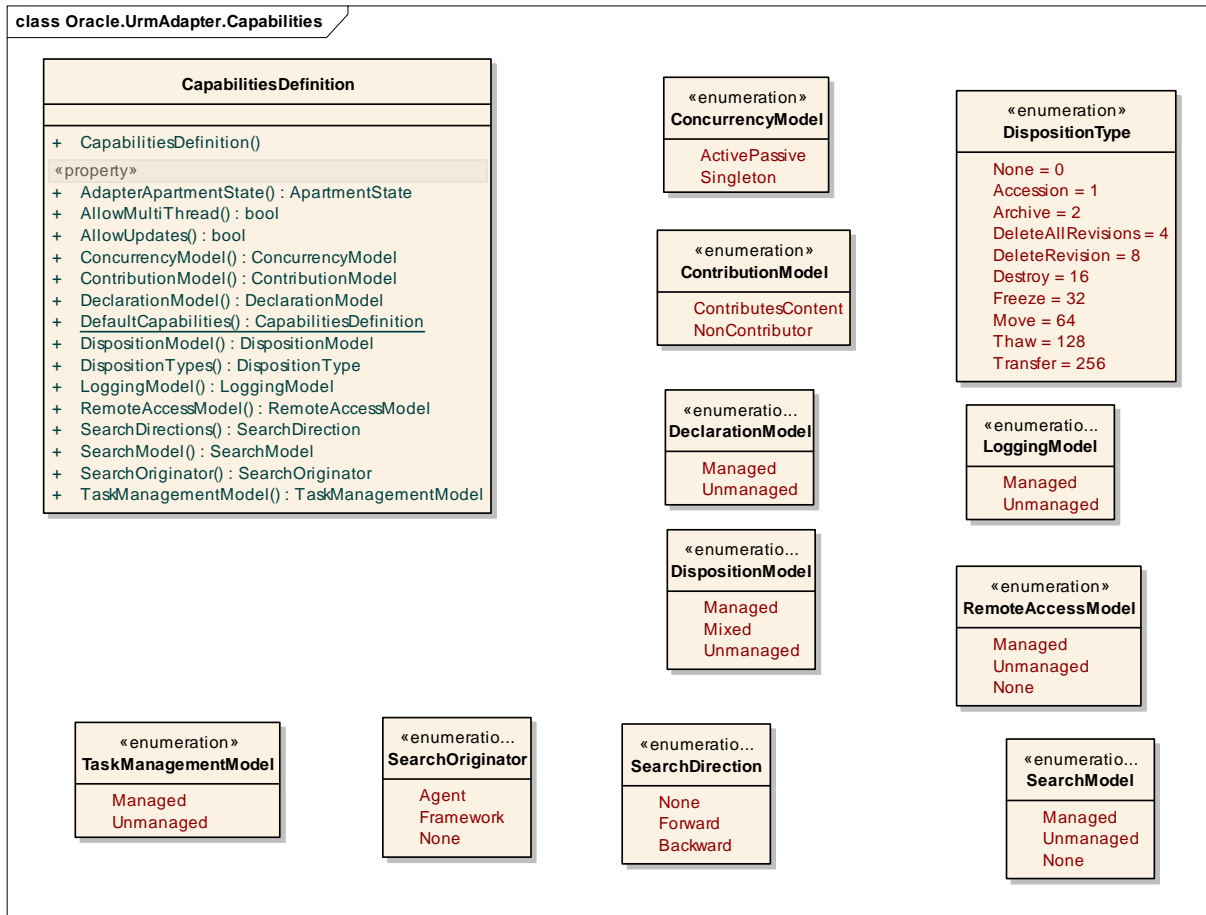 class Oracle.UrmAdapter.Capabilities
CapabilitiesDefinition
+ CapabilitiesDefinition()
«property»
+ AdapterApartmentState() : ApartmentState
+ AllowMultiThread() : bool
+ AllowUpdates() : bool
+ ConcurrencyModel() : ConcurrencyModel
+ ContributionModel() : ContributionModel
+ DeclarationModel() : DeclarationModel
+ DefaultCapabilities() : CapabilitiesDefinition
+ DispositionModel() : DispositionModel
+ DispositionTypes() : DispositionType
+ LoggingModel() : LoggingModel
+ RemoteAccessModel() : RemoteAccessModel
+ SearchDirections() : SearchDirection
+ SearchModel() : SearchModel
+ SearchOriginator() : SearchOriginator
+ TaskManagementModel() : TaskManagementModel
«enumeration»
ConcurrencyModel
ActivePassive
Singleton
«enumeration»
DispositionType
None = 0
Accession = 1
Archive = 2
DeleteAllRevisions = 4
DeleteRevision = 8
Destroy = 16
Freeze = 32
Move = 64
Thaw = 128
Transfer = 256
«enumeration»
ContributionModel
ContributesContent
NonContributor
«enumeratio...
DeclarationModel
Managed
Unmanaged
«enumeratio...
LoggingModel
Managed
Unmanaged
«enumeratio...
DispositionModel
Managed
Mixed
Unmanaged
«enumeration»
RemoteAccessModel
Managed
Unmanaged
None
«enumeration»
TaskManagementModel
Managed
Unmanaged
«enumeratio...
SearchOriginator
Agent
Framework
None
«enumeratio...
SearchDirection
None
Forward
Backward
«enumeratio...
SearchModel
Managed
Unmanaged
None